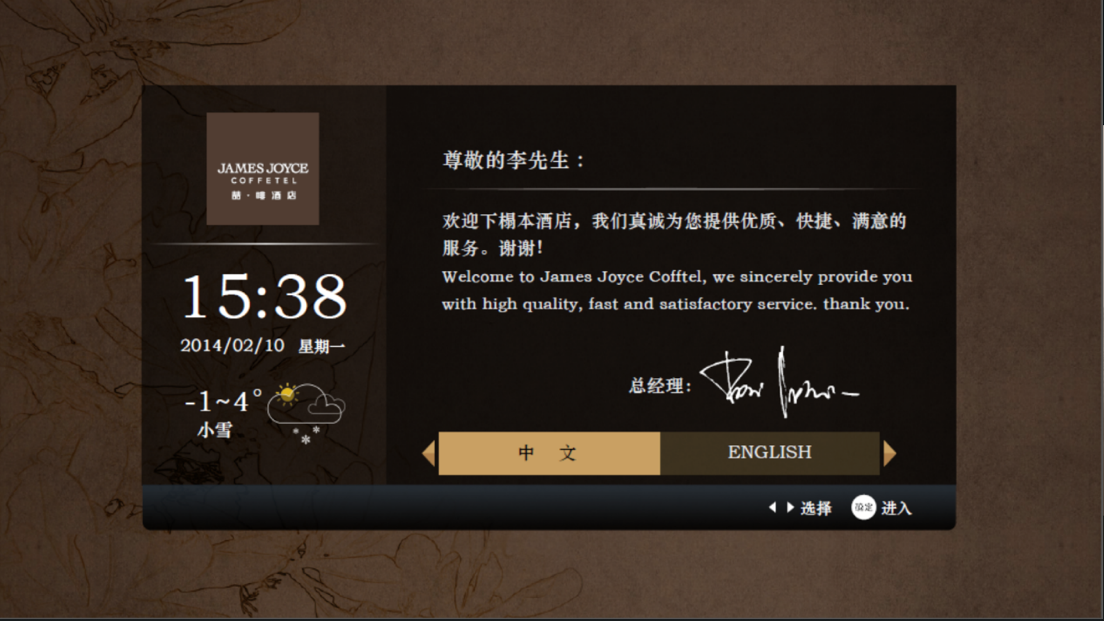 JAMES JOYCE
COFFETEL
喆·啡酒店
15:38
2014/02/10 星期一
-1~4°
小雪
尊敬的李先生：
欢迎下榻本酒店，我们真诚为您提供优质、快捷、满意的
服务。谢谢！
Welcome to James Joyce Cofftel, we sincerely provide you
with high quality, fast and satisfactory service. thank you.
总经理：
中 文
ENGLISH
选择
设定 进入